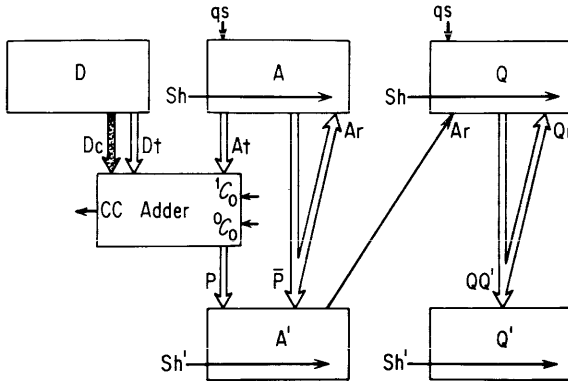 qs qs
D A Q
Sh Sh
Dc Dt At Ar Ar Qr
¹C₀
CC Adder
⁰C₀
P P̅ QQ'
A' Q'
Sh' Sh'